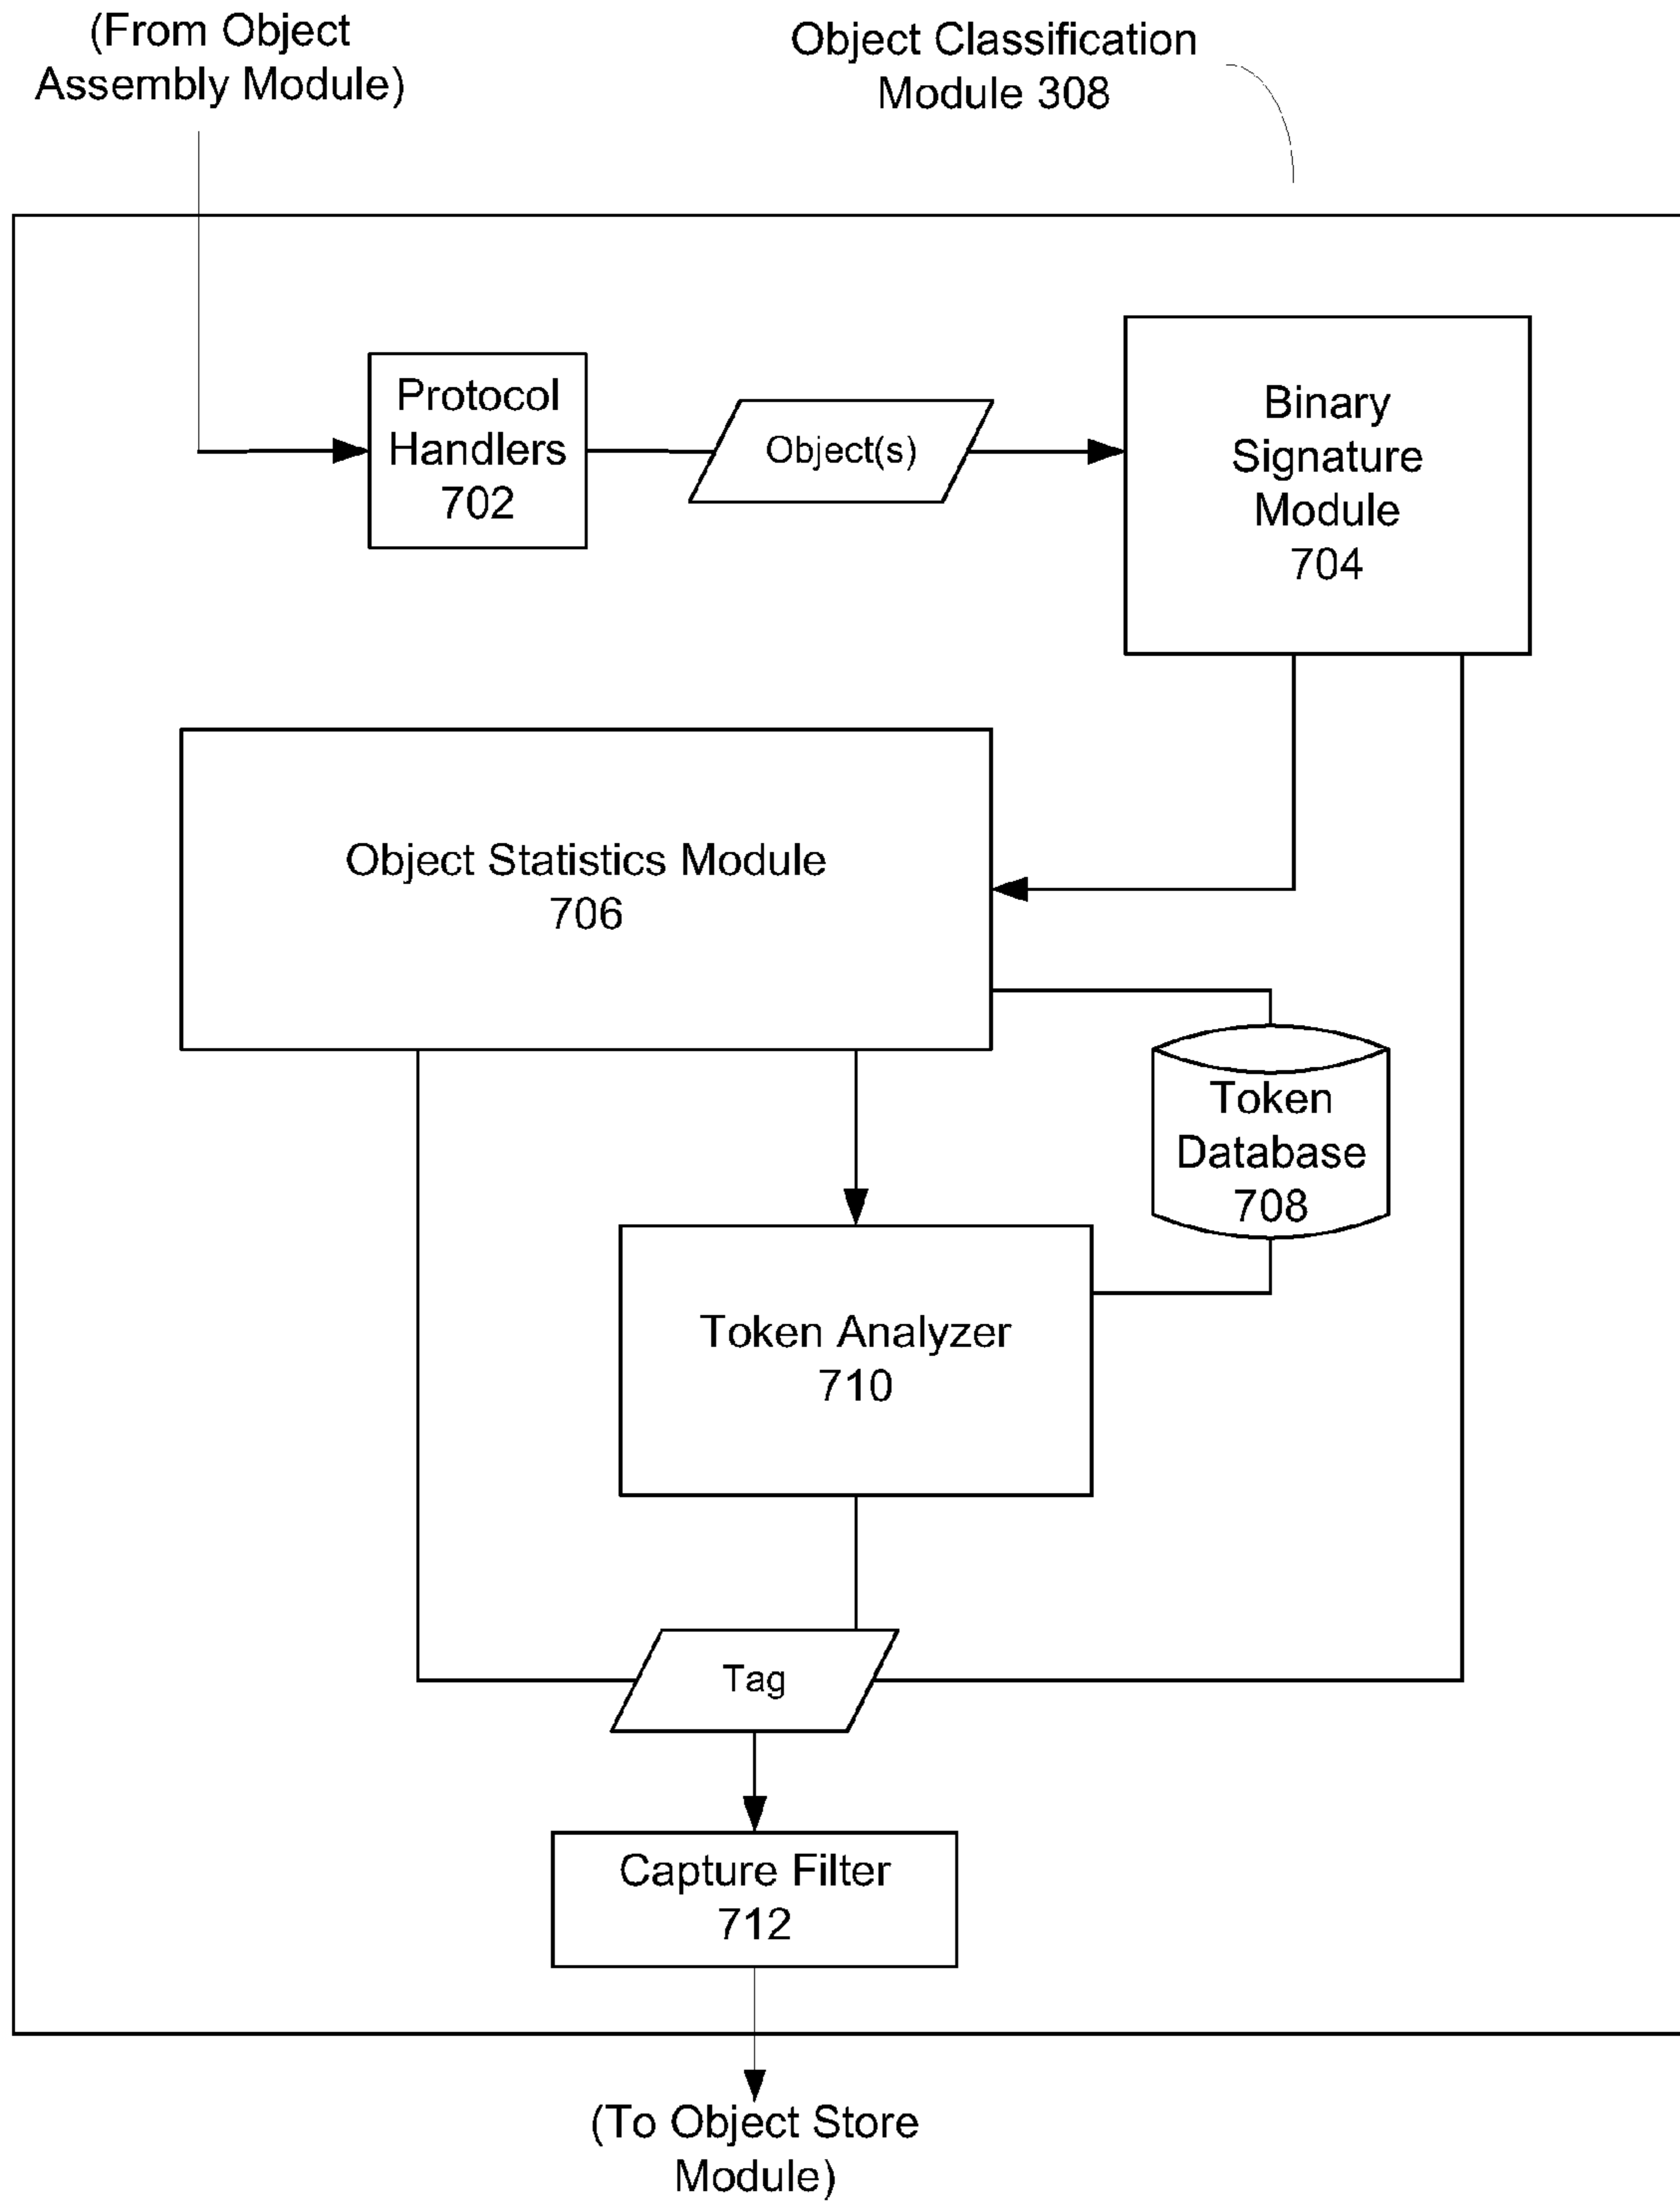 (From Object
Assembly Module)
Object Classification
Module 308
Protocol
Handlers
702
Object(s)
Binary
Signature
Module
704
Object Statistics Module
706
Token
Database
708
Token Analyzer
710
Tag
Capture Filter
712
(To Object Store
Module)